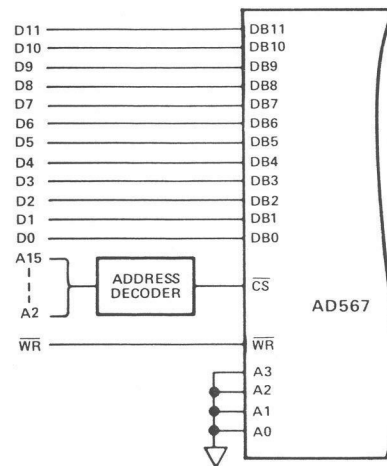 D11 DB11
D10 DB10
D9 DB9
D8 DB8
D7 DB7
D6 DB6
D5 DB5
D4 DB4
D3 DB3
D2 DB2
D1 DB1
D0 DB0
A15
ADDRESS
DECODER
CS
AD567
A2
WR WR
A3
A2
A1
A0